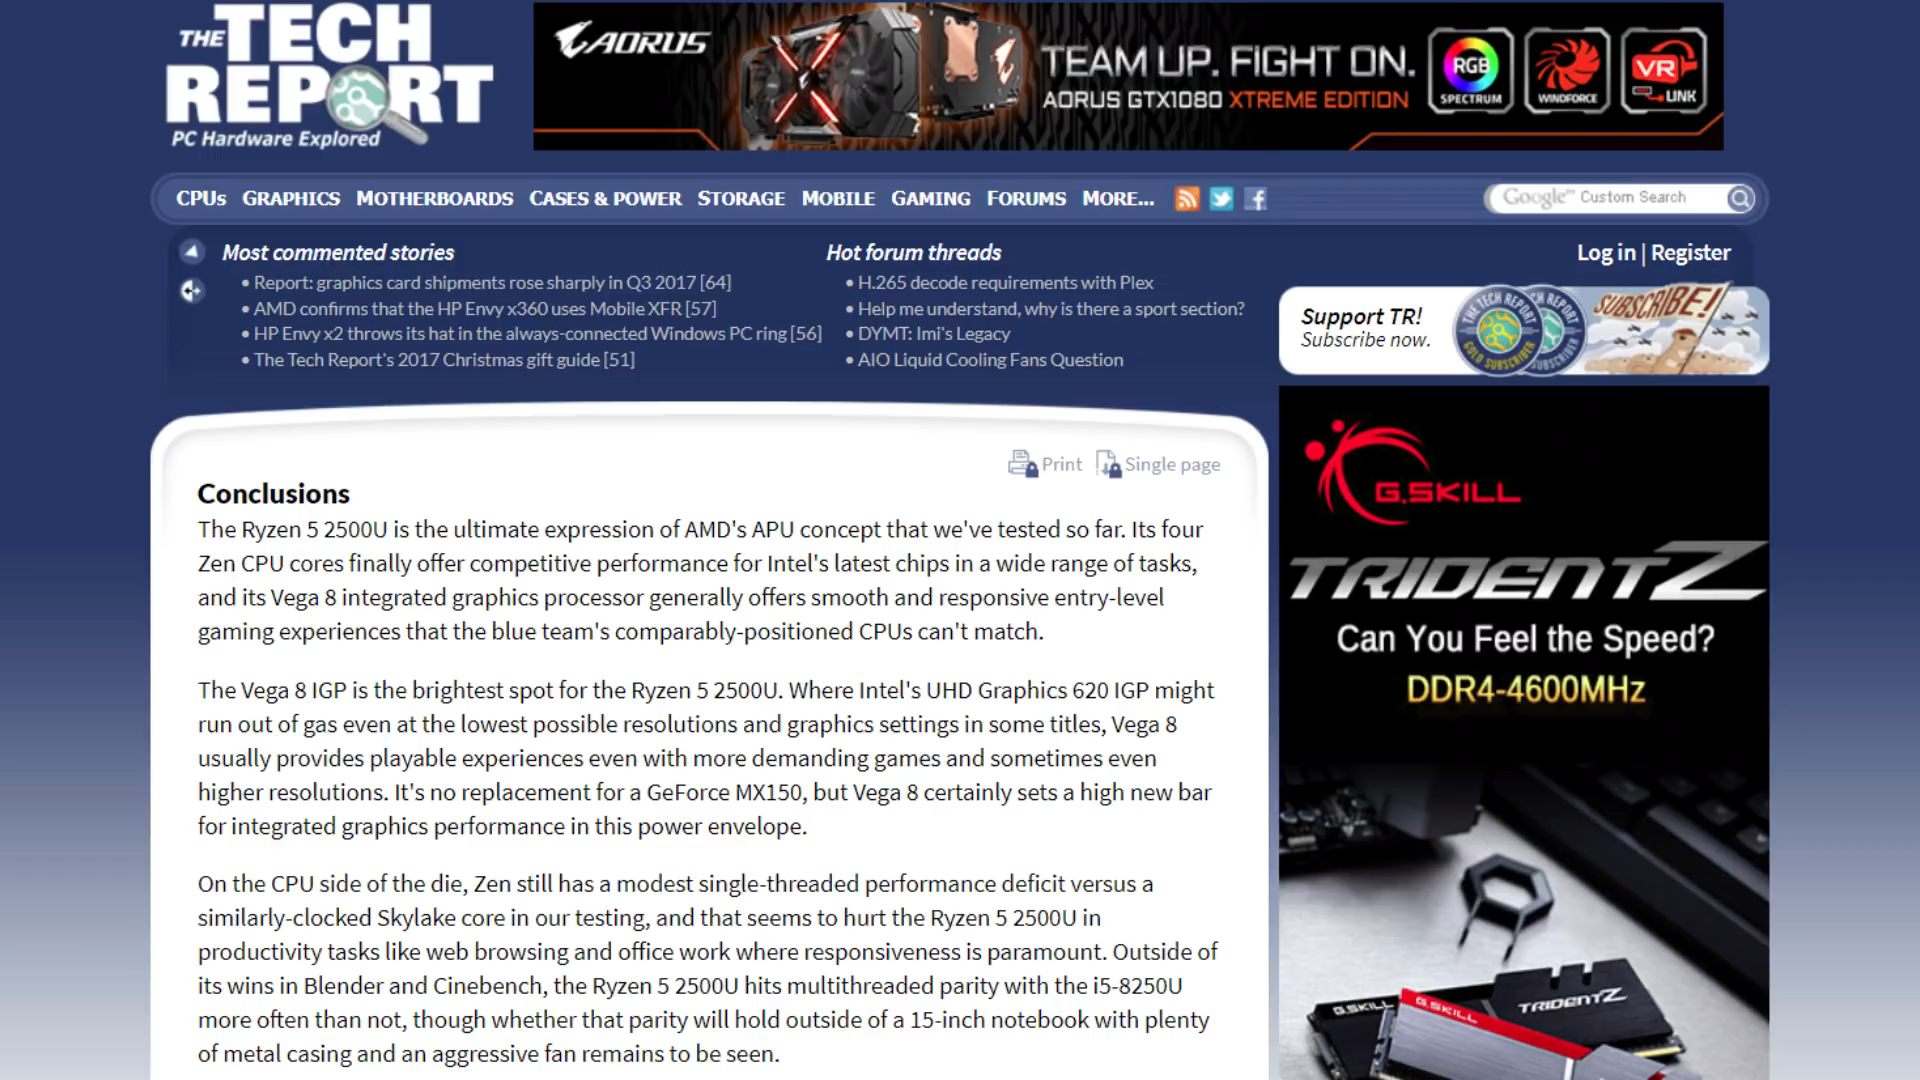 THE TECH
REPORT
PC Hardware Explored
AORUS
TEAM UP. FIGHT ON.
AORUS GTX1080 XTREME EDITION
RGB
SPECTRUM
WINDFORCE
VR
LINK
CPUs GRAPHICS MOTHERBOARDS CASES & POWER STORAGE MOBILE GAMING FORUMS MORE...
Google™ Custom Search
Most commented stories
• Report: graphics card shipments rose sharply in Q3 2017 [64]
• AMD confirms that the HP Envy x360 uses Mobile XFR [57]
• HP Envy x2 throws its hat in the always-connected Windows PC ring [56]
• The Tech Report's 2017 Christmas gift guide [51]
Hot forum threads
• H.265 decode requirements with Plex
• Help me understand, why is there a sport section?
• DYMT: Imi's Legacy
• AIO Liquid Cooling Fans Question
Log in | Register
Support TR!
Subscribe now.
THE TECH REPORT
GOLD SUBSCRIBER
SUBSCRIBE!
Print Single page
Conclusions
The Ryzen 5 2500U is the ultimate expression of AMD's APU concept that we've tested so far. Its four
Zen CPU cores finally offer competitive performance for Intel's latest chips in a wide range of tasks,
and its Vega 8 integrated graphics processor generally offers smooth and responsive entry-level
gaming experiences that the blue team's comparably-positioned CPUs can't match.
The Vega 8 IGP is the brightest spot for the Ryzen 5 2500U. Where Intel's UHD Graphics 620 IGP might
run out of gas even at the lowest possible resolutions and graphics settings in some titles, Vega 8
usually provides playable experiences even with more demanding games and sometimes even
higher resolutions. It's no replacement for a GeForce MX150, but Vega 8 certainly sets a high new bar
for integrated graphics performance in this power envelope.
On the CPU side of the die, Zen still has a modest single-threaded performance deficit versus a
similarly-clocked Skylake core in our testing, and that seems to hurt the Ryzen 5 2500U in
productivity tasks like web browsing and office work where responsiveness is paramount. Outside of
its wins in Blender and Cinebench, the Ryzen 5 2500U hits multithreaded parity with the i5-8250U
more often than not, though whether that parity will hold outside of a 15-inch notebook with plenty
of metal casing and an aggressive fan remains to be seen.
G.SKILL
TRIDENTZ
Can You Feel the Speed?
DDR4-4600MHz
G.SKILL
TRIDENTZ
G.SKILL